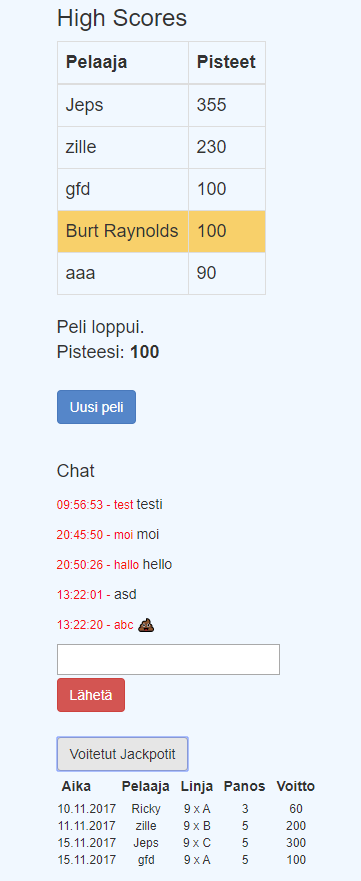 High Scores
Pelaaja Pisteet
Jeps 355
zille 230
gfd 100
Burt Raynolds 100
aaa 90
Peli loppui.
Pisteesi: 100
Uusi peli
Chat
09:56:53 - test testi
20:45:50 - moi moi
20:50:26 - hallo hello
13:22:01 - asd
13:22:20 - abc 💩
Lähetä
Voitetut Jackpotit
Aika Pelaaja Linja Panos Voitto
10.11.2017 Ricky 9 x A 3 60
11.11.2017 zille 9 x B 5 200
15.11.2017 Jeps 9 x C 5 300
15.11.2017 gfd 9 x A 5 100